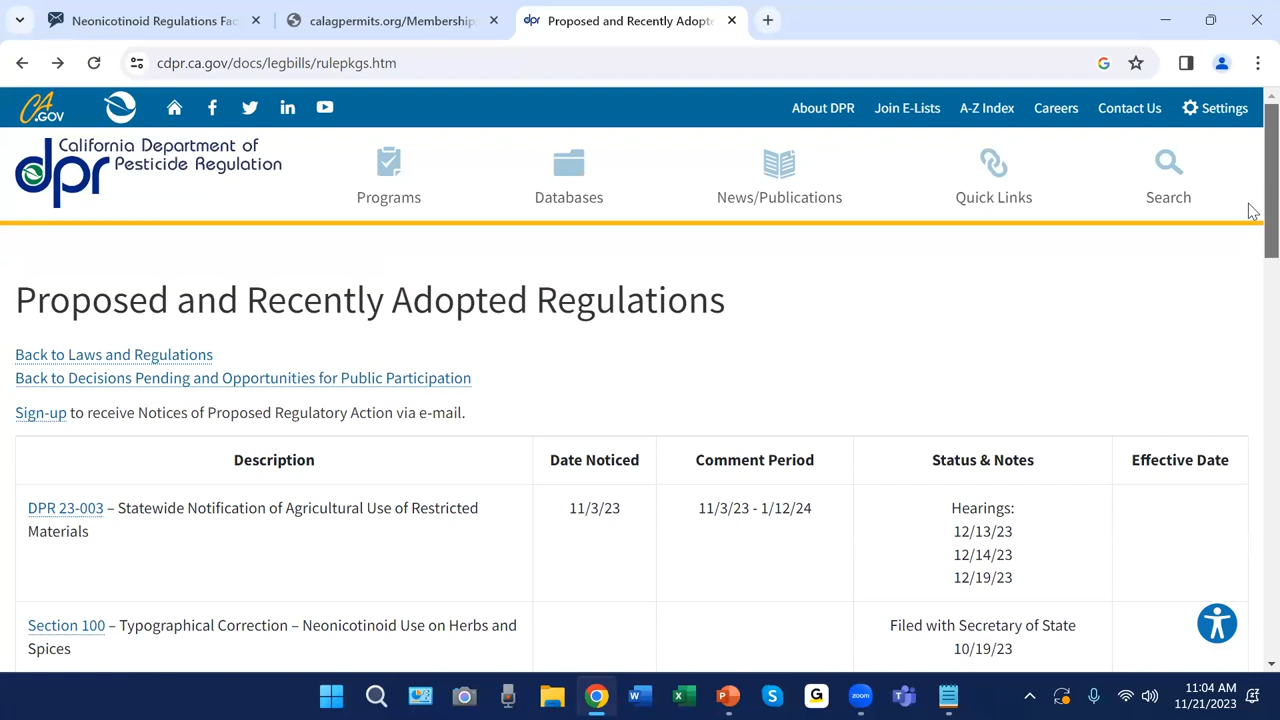 Neonicotinoid Regulations Fac
calagpermits.org/Membership
dpr Proposed and Recently Adopte
cdpr.ca.gov/docs/legbills/rulepkgs.htm
CA.GOV
About DPR
Join E-Lists
A-Z Index
Careers
Contact Us
Settings
dpr
California Department of
Pesticide Regulation
Programs
Databases
News/Publications
Quick Links
Search
Proposed and Recently Adopted Regulations
Back to Laws and Regulations
Back to Decisions Pending and Opportunities for Public Participation
Sign-up to receive Notices of Proposed Regulatory Action via e-mail.
Description
Date Noticed
Comment Period
Status & Notes
Effective Date
DPR 23-003 – Statewide Notification of Agricultural Use of Restricted
Materials
11/3/23
11/3/23 - 1/12/24
Hearings:
12/13/23
12/14/23
12/19/23
Section 100 – Typographical Correction – Neonicotinoid Use on Herbs and
Spices
Filed with Secretary of State
10/19/23
11:04 AM
11/21/2023